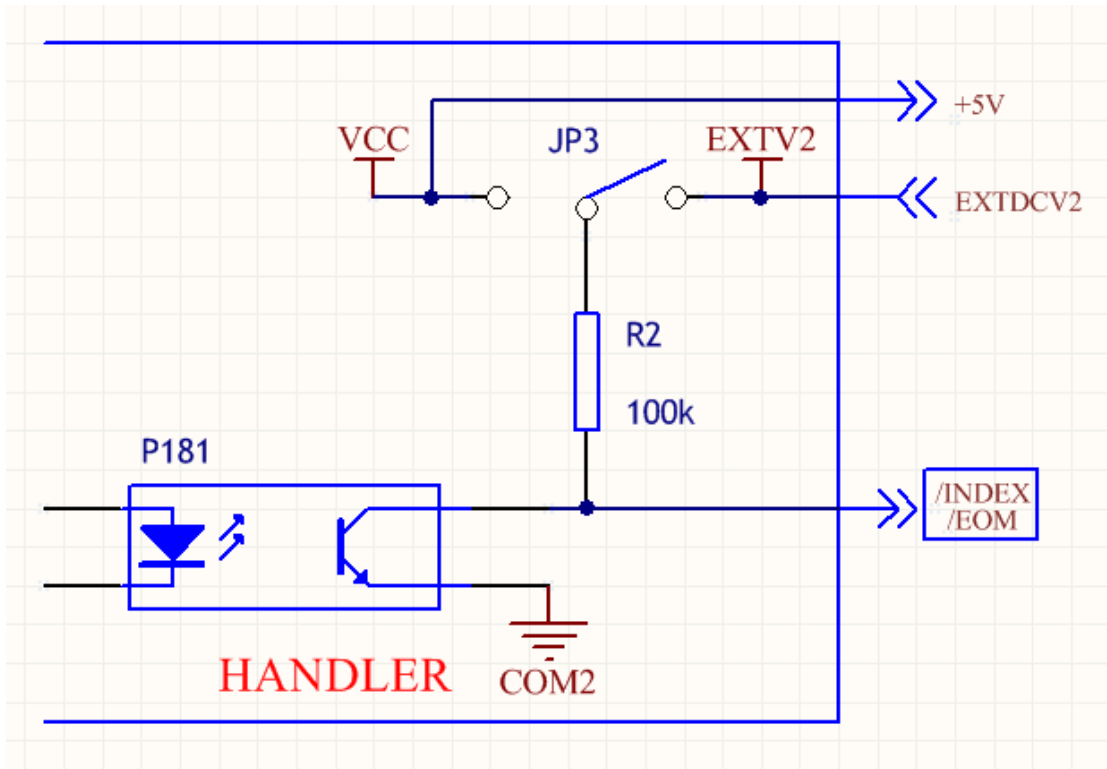 +5V
VCC
JP3
EXTV2
EXTDCV2
R2
100k
P181
/INDEX
/EOM
HANDLER
COM2